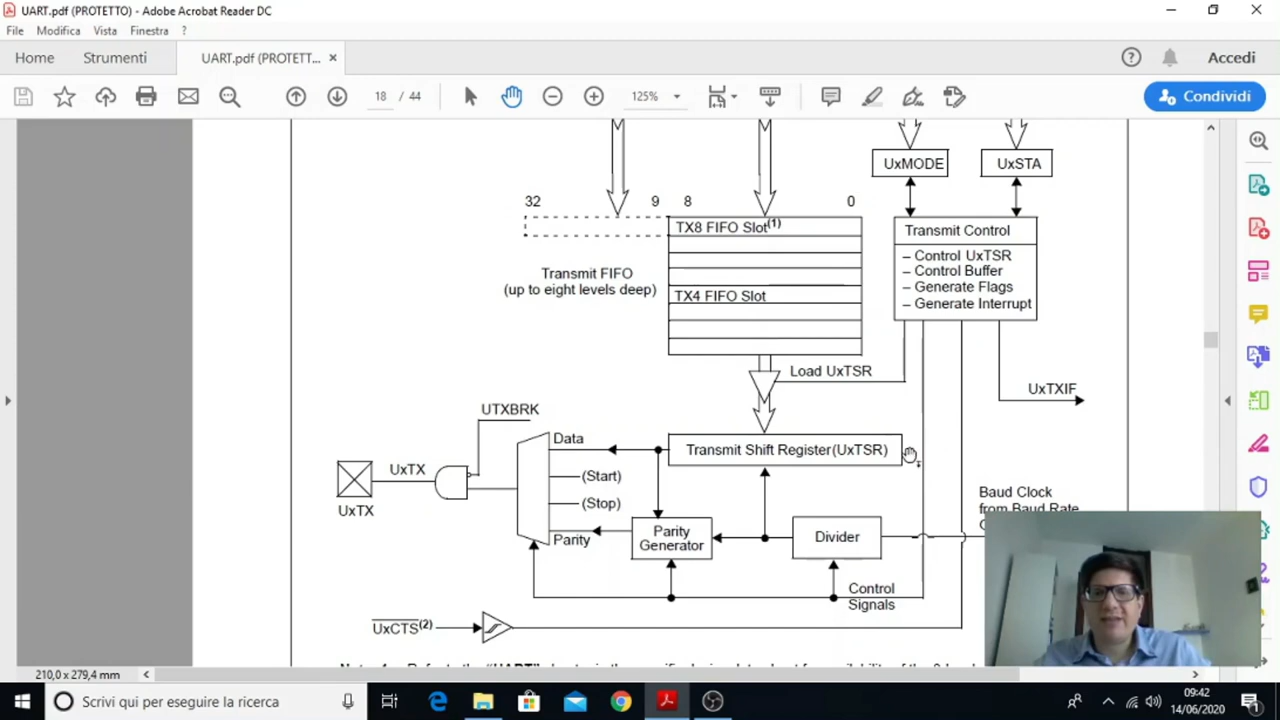 UART.pdf (PROTETTO) - Adobe Acrobat Reader DC
File Modifica Vista Finestra ?
Home Strumenti UART.pdf (PROTETT... × ? Accedi
18 / 44 125% Condividi
UxMODE UxSTA
32 9 8 0
TX8 FIFO Slot(1)
Transmit Control
– Control UxTSR
– Control Buffer
– Generate Flags
– Generate Interrupt
Transmit FIFO
(up to eight levels deep)
TX4 FIFO Slot
Load UxTSR
UxTXIF
UTXBRK
Data
Transmit Shift Register(UxTSR)
UxTX
(Start)
(Stop)
UxTX
Parity
Parity
Generator
Divider
Baud Clock
from Baud Rate
Control
Signals
UxCTS(2)
210,0 x 279,4 mm
Scrivi qui per eseguire la ricerca
09:42
14/06/2020
1